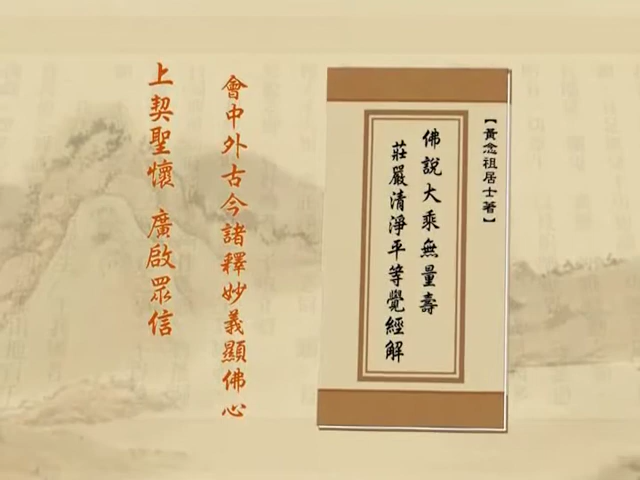 【黃念祖居士著】
佛說大乘無量壽
莊嚴清淨平等覺經解
會中外古今諸釋妙義顯佛心
上契聖懷 廣啟眾信